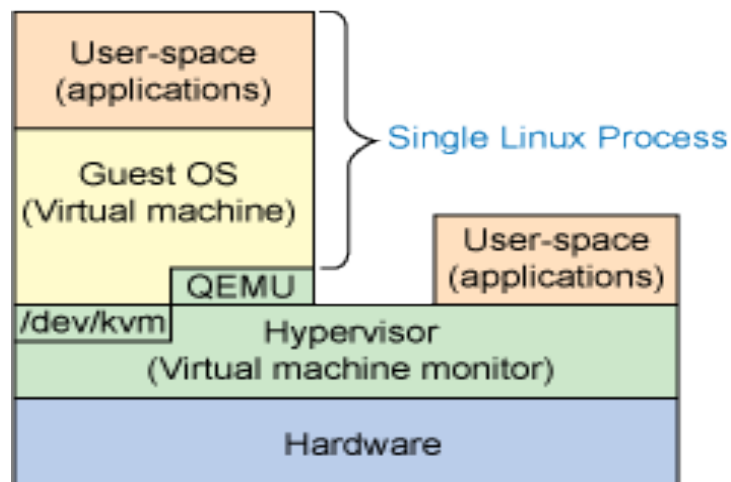 User-space
(applications)
Single Linux Process
Guest OS
(Virtual machine)
User-space
(applications)
QEMU
/dev/kvm
Hypervisor
(Virtual machine monitor)
Hardware